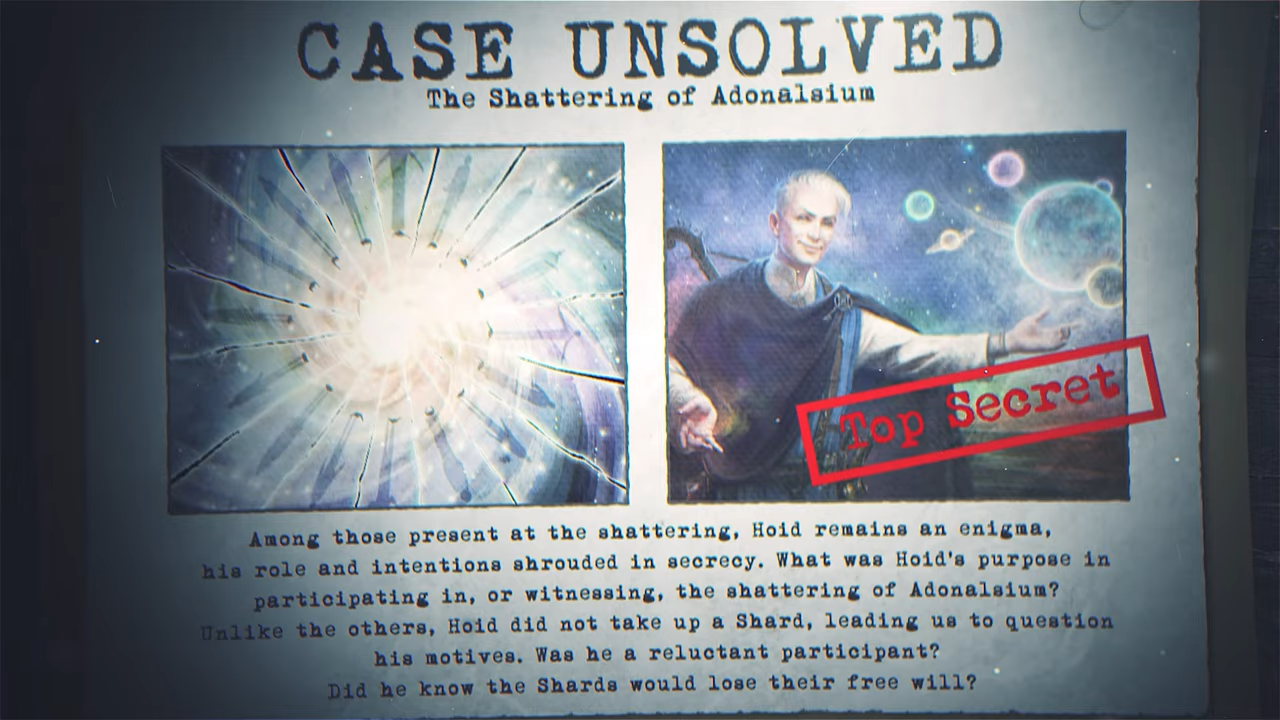 CASE UNSOLVED
The Shattering of Adonalsium
Top Secret
Among those present at the shattering, Hoid remains an enigma,
his role and intentions shrouded in secrecy. What was Hoid's purpose in
participating in, or witnessing, the shattering of Adonalsium?
Unlike the others, Hoid did not take up a Shard, leading us to question
his motives. Was he a reluctant participant?
Did he know the Shards would lose their free will?